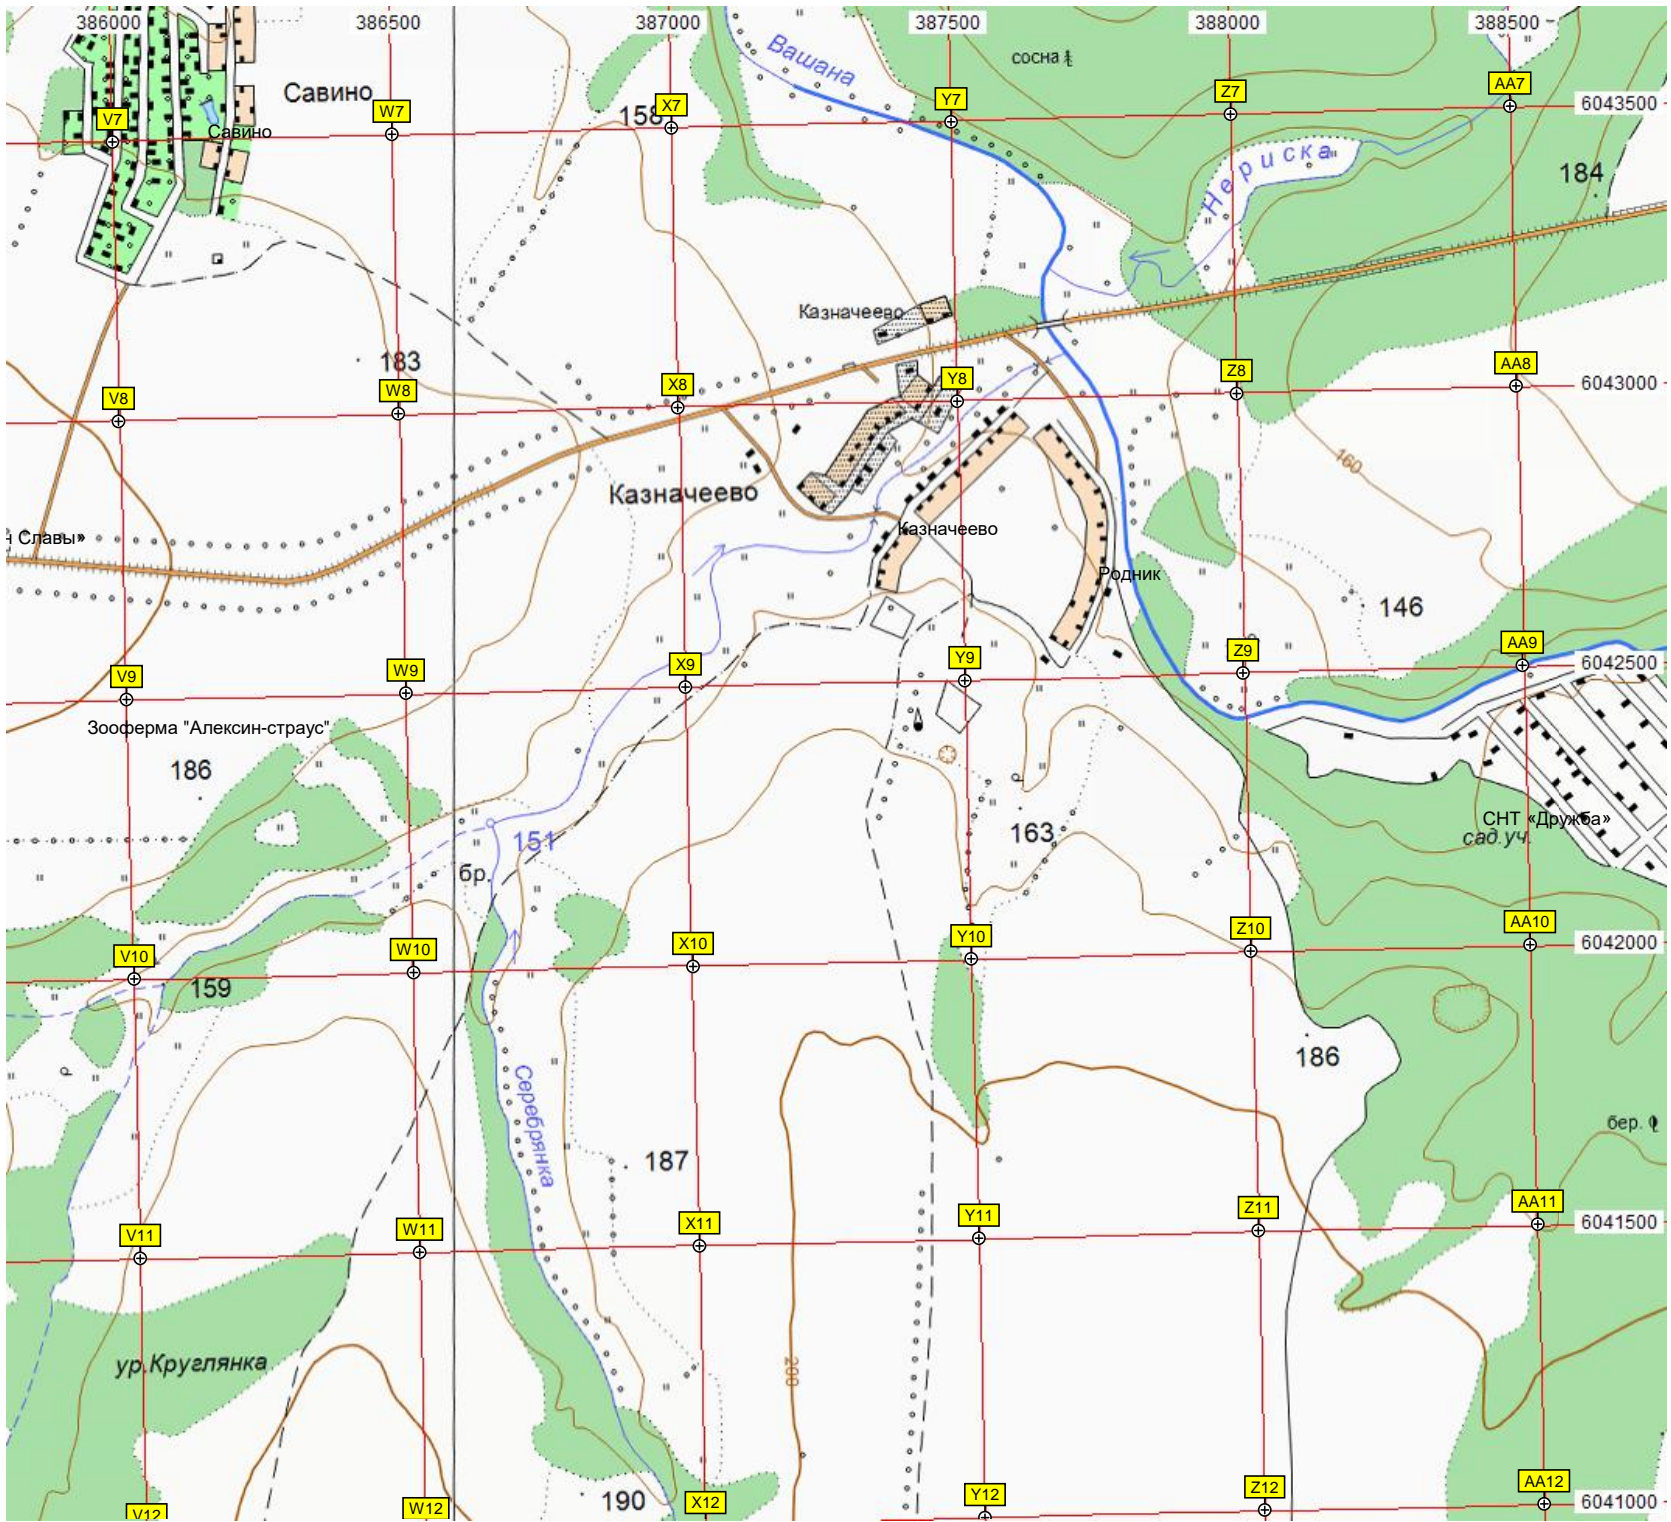 386000 386500 387000 387500 388000 388500
Вашана
сосна
Савино
Савино
158
V7 W7 X7 Y7 Z7 AA7 6043500
Нериска
184
Казначеево
183
V8 W8 X8 Y8 Z8 AA8 6043000
160
Казначеево
Казначеево
н Славы»
Родник
146
V9 W9 X9 Y9 Z9 AA9 6042500
Зооферма "Алексин-страус"
186
151
163
СНТ «Дружба»
сад.уч.
бр.
V10 W10 X10 Y10 Z10 AA10 6042000
159
186
Р
Серебрянка
бер.
187
V11 W11 X11 Y11 Z11 AA11 6041500
ур.Круглянка
200
190
V12 W12 X12 Y12 Z12 AA12 6041000